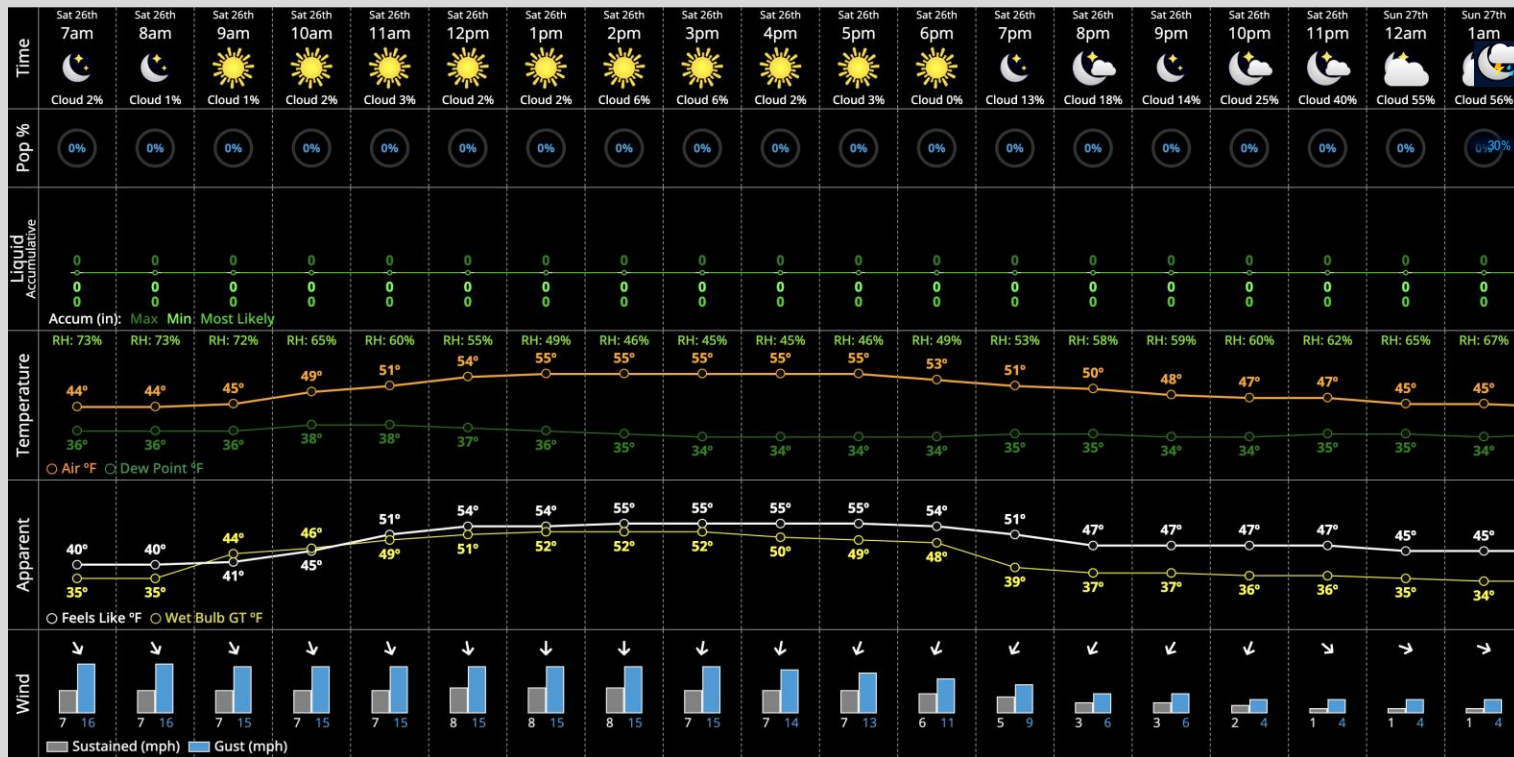 Sat 26th Sat 26th Sat 26th Sat 26th Sat 26th Sat 26th Sat 26th Sat 26th Sat 26th Sat 26th Sat 26th Sat 26th Sat 26th Sat 26th Sat 26th Sat 26th Sat 26th Sun 27th Sun 27th
7am 8am 9am 10am 11am 12pm 1pm 2pm 3pm 4pm 5pm 6pm 7pm 8pm 9pm 10pm 11pm 12am 1am
Time
Cloud 2% Cloud 1% Cloud 1% Cloud 2% Cloud 3% Cloud 2% Cloud 2% Cloud 6% Cloud 6% Cloud 2% Cloud 3% Cloud 0% Cloud 13% Cloud 18% Cloud 14% Cloud 25% Cloud 40% Cloud 55% Cloud 56%
Pop %
0% 0% 0% 0% 0% 0% 0% 0% 0% 0% 0% 0% 0% 0% 0% 0% 0% 0% 30%
Liquid
Accumulative
0 0 0 0 0 0 0 0 0 0 0 0 0 0 0 0 0 0 0
0 0 0 0 0 0 0 0 0 0 0 0 0 0 0 0 0 0 0
0 0 0 0 0 0 0 0 0 0 0 0 0 0 0 0 0 0 0
Accum (in): Max Min Most Likely
Temperature
RH: 73% RH: 73% RH: 72% RH: 65% RH: 60% RH: 55% RH: 49% RH: 46% RH: 45% RH: 45% RH: 46% RH: 49% RH: 53% RH: 58% RH: 59% RH: 60% RH: 62% RH: 65% RH: 67%
44° 44° 45° 49° 51° 54° 55° 55° 55° 55° 55° 53° 51° 50° 48° 47° 47° 45° 45°
36° 36° 36° 38° 38° 37° 36° 35° 34° 34° 34° 34° 35° 35° 34° 34° 35° 35° 34°
Air ºF Dew Point ºF
Apparent
40° 40° 41° 45° 51° 54° 54° 55° 55° 55° 55° 54° 51° 47° 47° 47° 47° 45° 45°
35° 35° 44° 46° 49° 51° 52° 52° 52° 50° 49° 48° 39° 37° 37° 36° 36° 35° 34°
Feels Like ºF Wet Bulb GT ºF
Wind
7 16 7 16 7 15 7 15 7 15 8 15 8 15 8 15 7 15 7 14 7 13 6 11 5 9 3 6 3 6 2 4 1 4 1 4 1 4
Sustained (mph) Gust (mph)